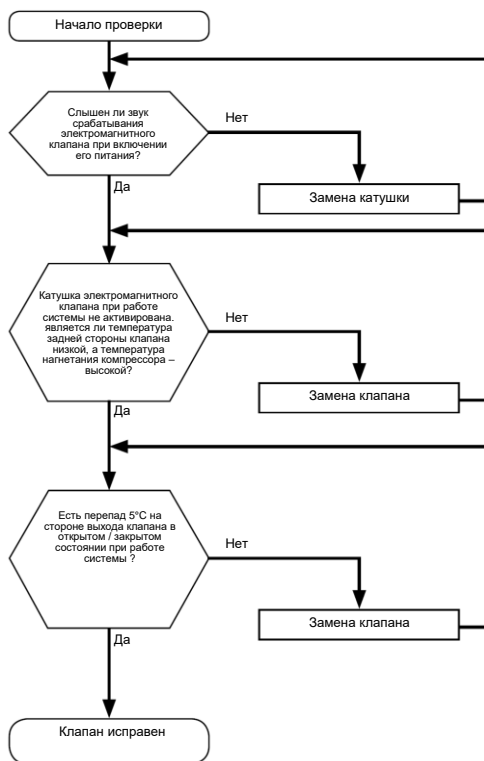 Начало проверки
Слышен ли звук
срабатывания
электромагнитного
клапана при включении
его питания?
Нет
Замена катушки
Да
Катушка электромагнитного
клапана при работе
системы не активирована.
является ли температура
задней стороны клапана
низкой, а температура
нагнетания компрессора –
высокой?
Нет
Замена клапана
Да
Есть перепад 5°C на
стороне выхода клапана в
открытом / закрытом
состоянии при работе
системы ?
Нет
Замена клапана
Да
Клапан исправен